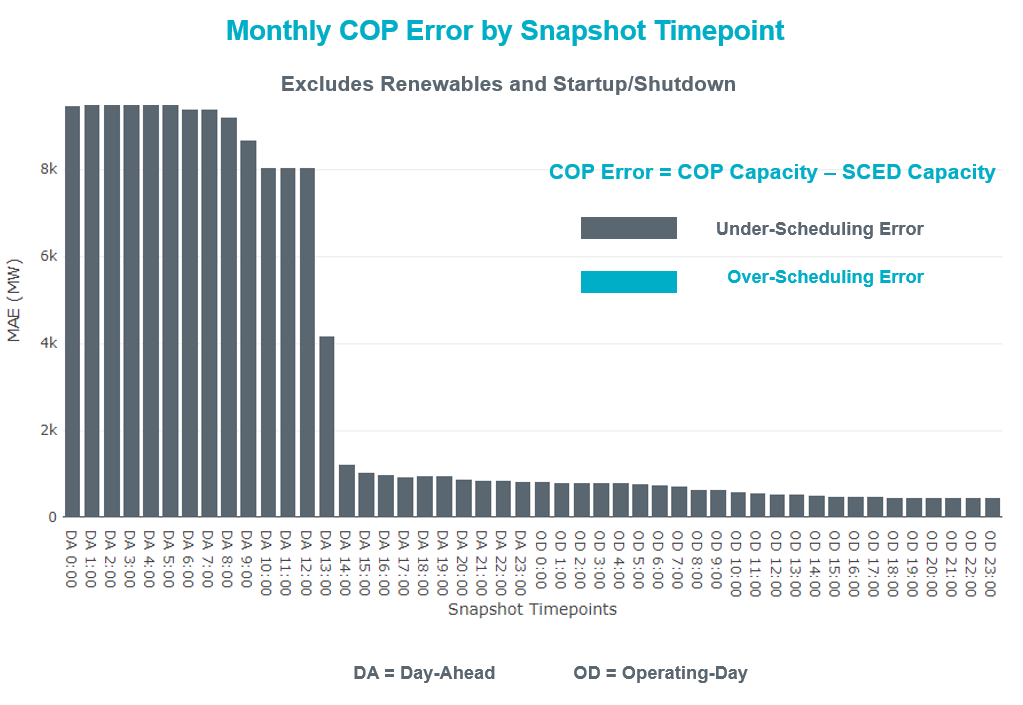 Monthly COP Error by Snapshot Timepoint
Excludes Renewables and Startup/Shutdown
COP Error = COP Capacity – SCED Capacity
Under-Scheduling Error
Over-Scheduling Error
MAE (MW)
8k
6k
4k
2k
0
DA 0:00
DA 1:00
DA 2:00
DA 3:00
DA 4:00
DA 5:00
DA 6:00
DA 7:00
DA 8:00
DA 9:00
DA 10:00
DA 11:00
DA 12:00
DA 13:00
DA 14:00
DA 15:00
DA 16:00
DA 17:00
DA 18:00
DA 19:00
DA 20:00
DA 21:00
DA 22:00
DA 23:00
OD 0:00
OD 1:00
OD 2:00
OD 3:00
OD 4:00
OD 5:00
OD 6:00
OD 7:00
OD 8:00
OD 9:00
OD 10:00
OD 11:00
OD 12:00
OD 13:00
OD 14:00
OD 15:00
OD 16:00
OD 17:00
OD 18:00
OD 19:00
OD 20:00
OD 21:00
OD 22:00
OD 23:00
Snapshot Timepoints
DA = Day-Ahead
OD = Operating-Day